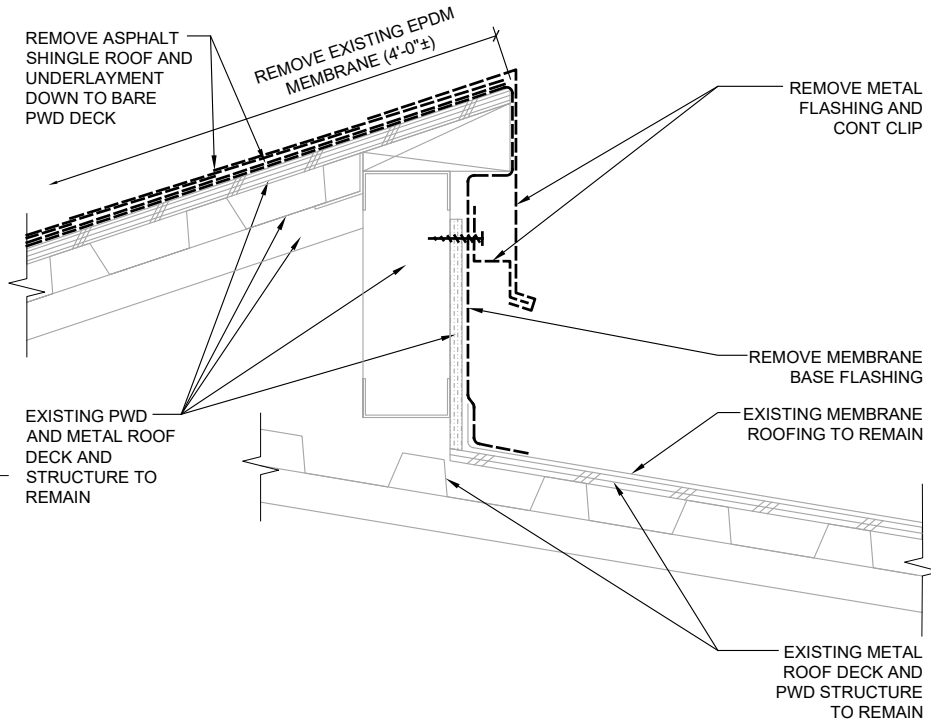 REMOVE ASPHALT
SHINGLE ROOF AND
UNDERLAYMENT
DOWN TO BARE
PWD DECK
REMOVE EXISTING EPDM
MEMBRANE (4'-0"±)
REMOVE METAL
FLASHING AND
CONT CLIP
REMOVE MEMBRANE
BASE FLASHING
EXISTING MEMBRANE
ROOFING TO REMAIN
EXISTING PWD
AND METAL ROOF
DECK AND
STRUCTURE TO
REMAIN
EXISTING METAL
ROOF DECK AND
PWD STRUCTURE
TO REMAIN